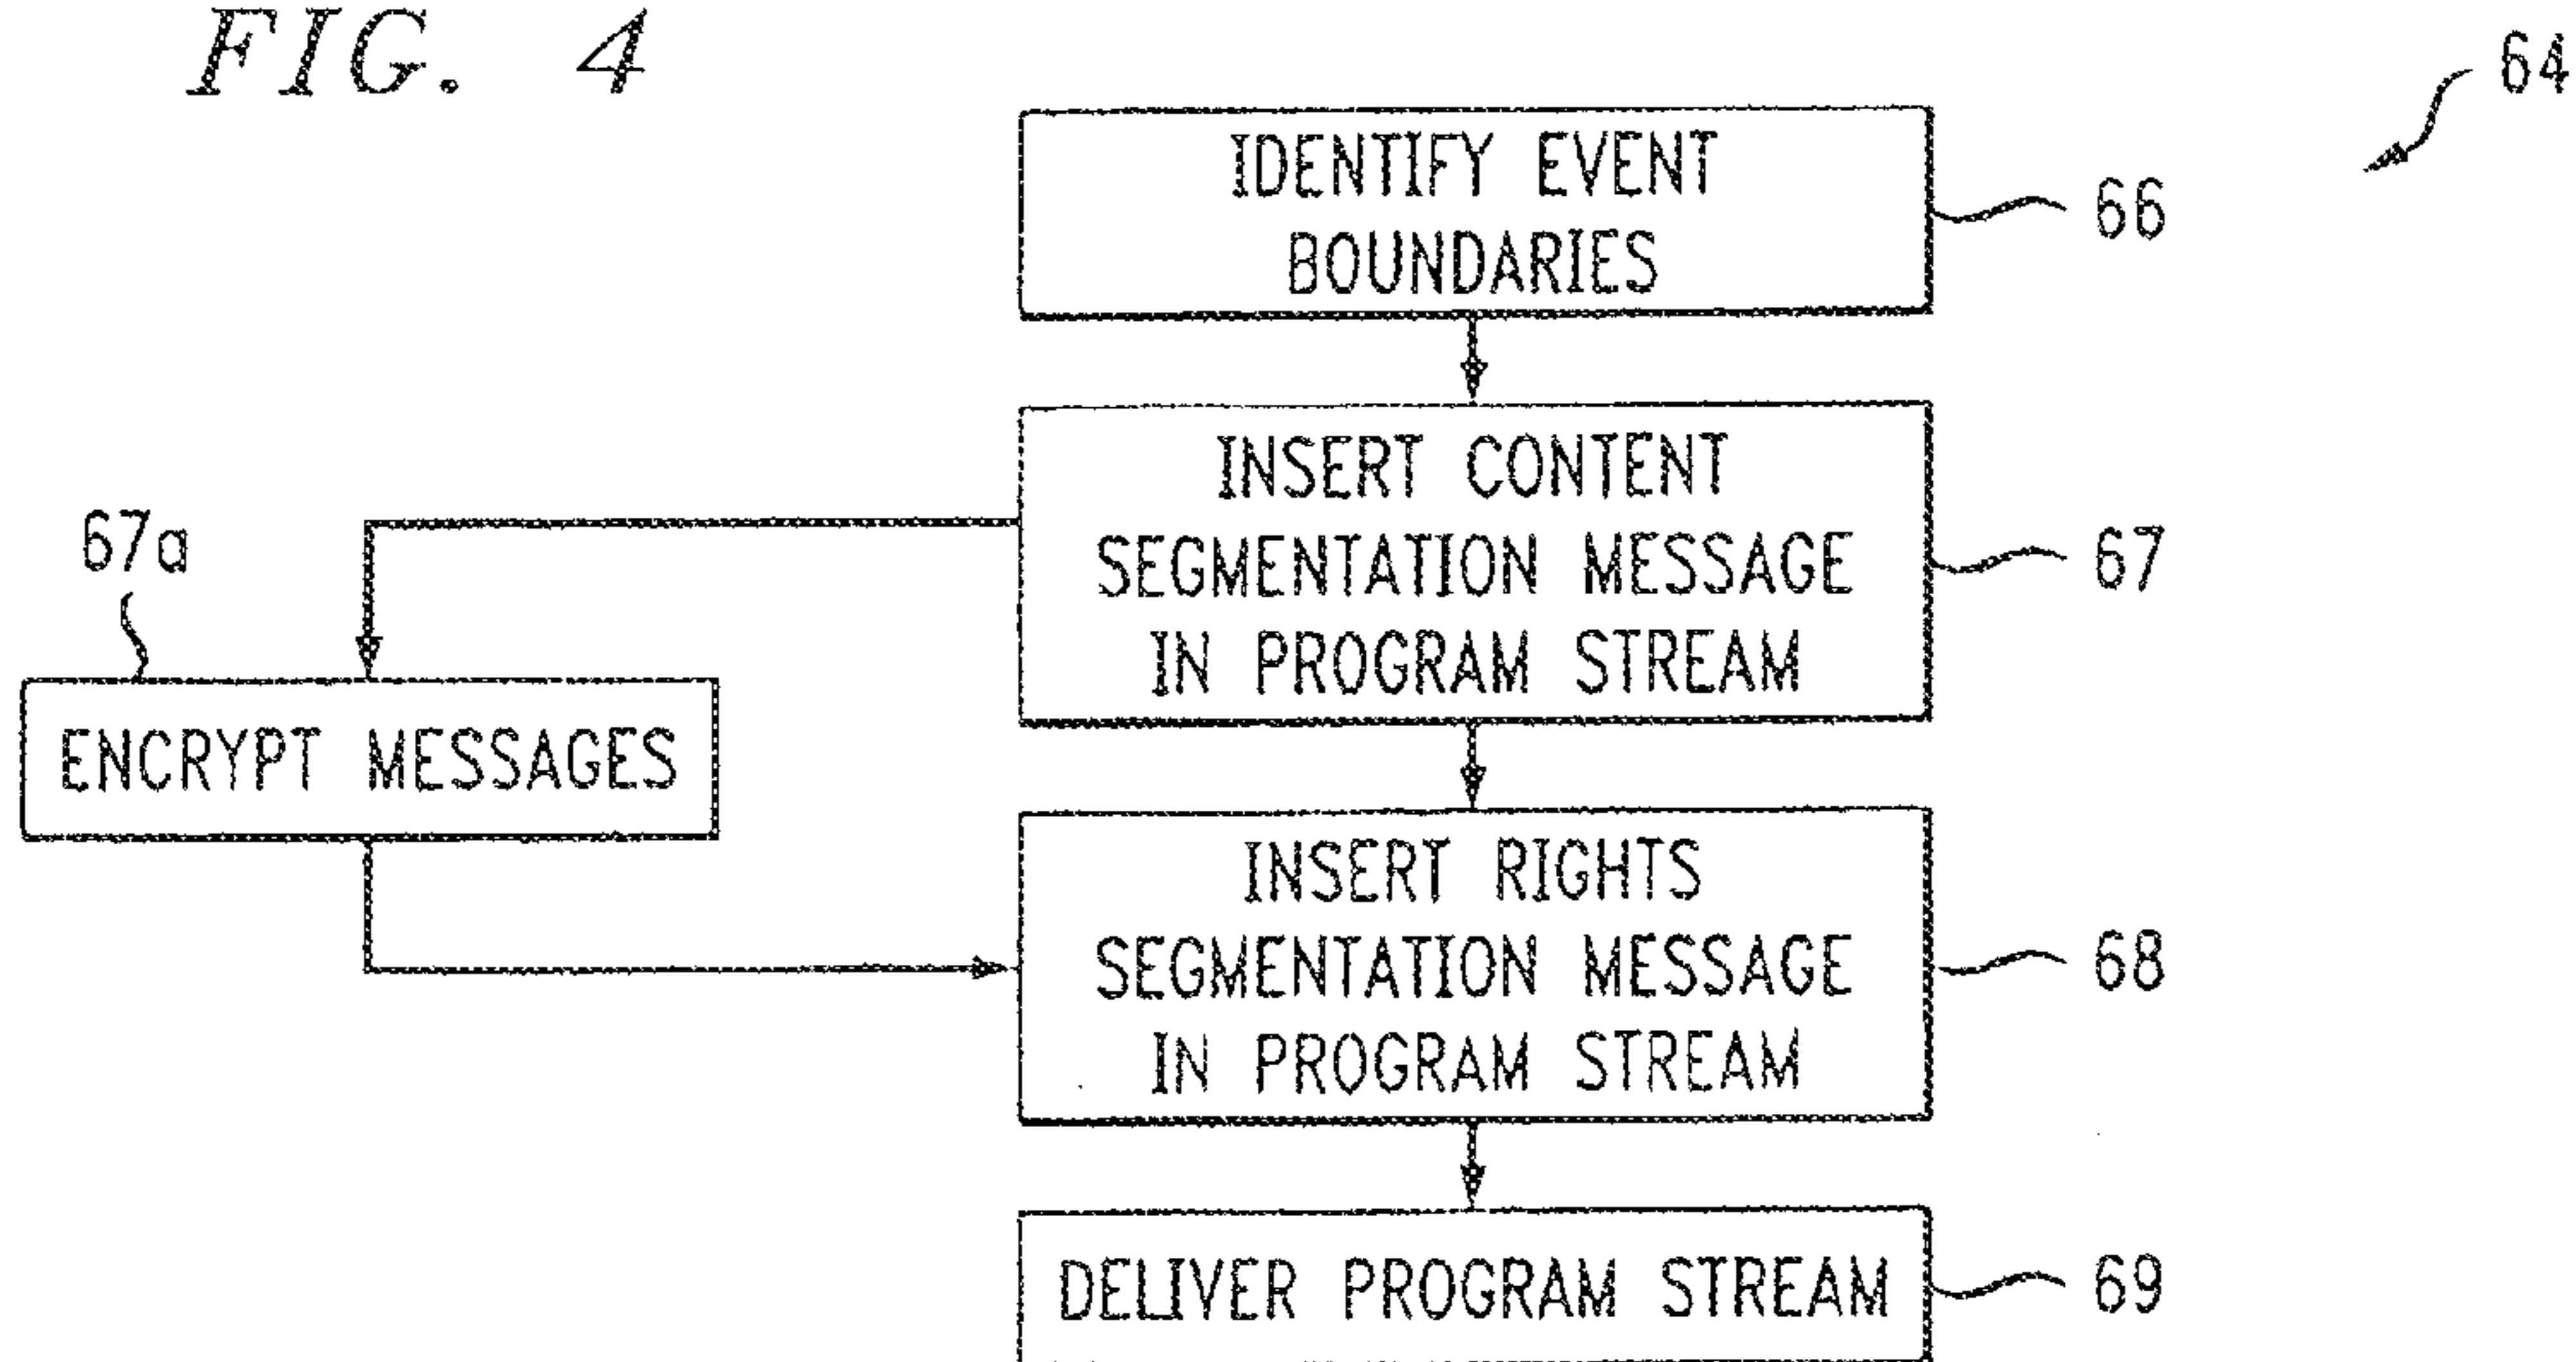 FIG. 4
64
IDENTIFY EVENT
BOUNDARIES
66
INSERT CONTENT
SEGMENTATION MESSAGE
IN PROGRAM STREAM
67
67a
ENCRYPT MESSAGES
INSERT RIGHTS
SEGMENTATION MESSAGE
IN PROGRAM STREAM
68
DELIVER PROGRAM STREAM
69